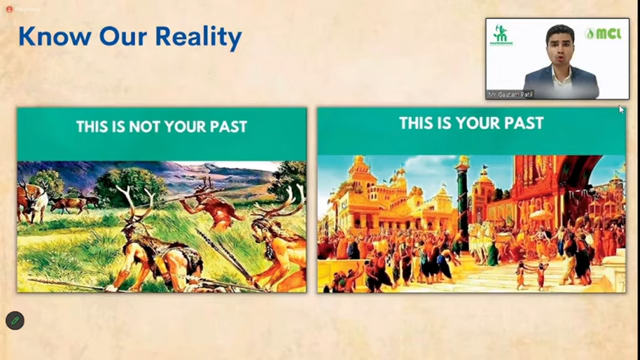 Know Our Reality
MCL
Mr. Gautam Patil
THIS IS NOT YOUR PAST
THIS IS YOUR PAST